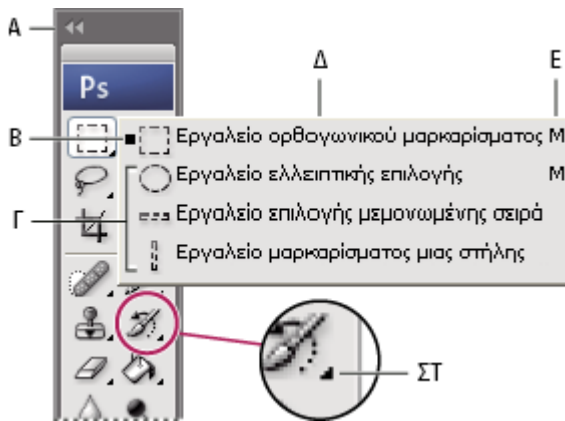 A
Δ
E
Ps
B
Εργαλείο ορθογωνικού μαρκαρίσματος M
Εργαλείο ελλειπτικής επιλογής M
Γ
Εργαλείο επιλογής μεμονωμένης σειρά
Εργαλείο μαρκαρίσματος μιας στήλης
ΣΤ